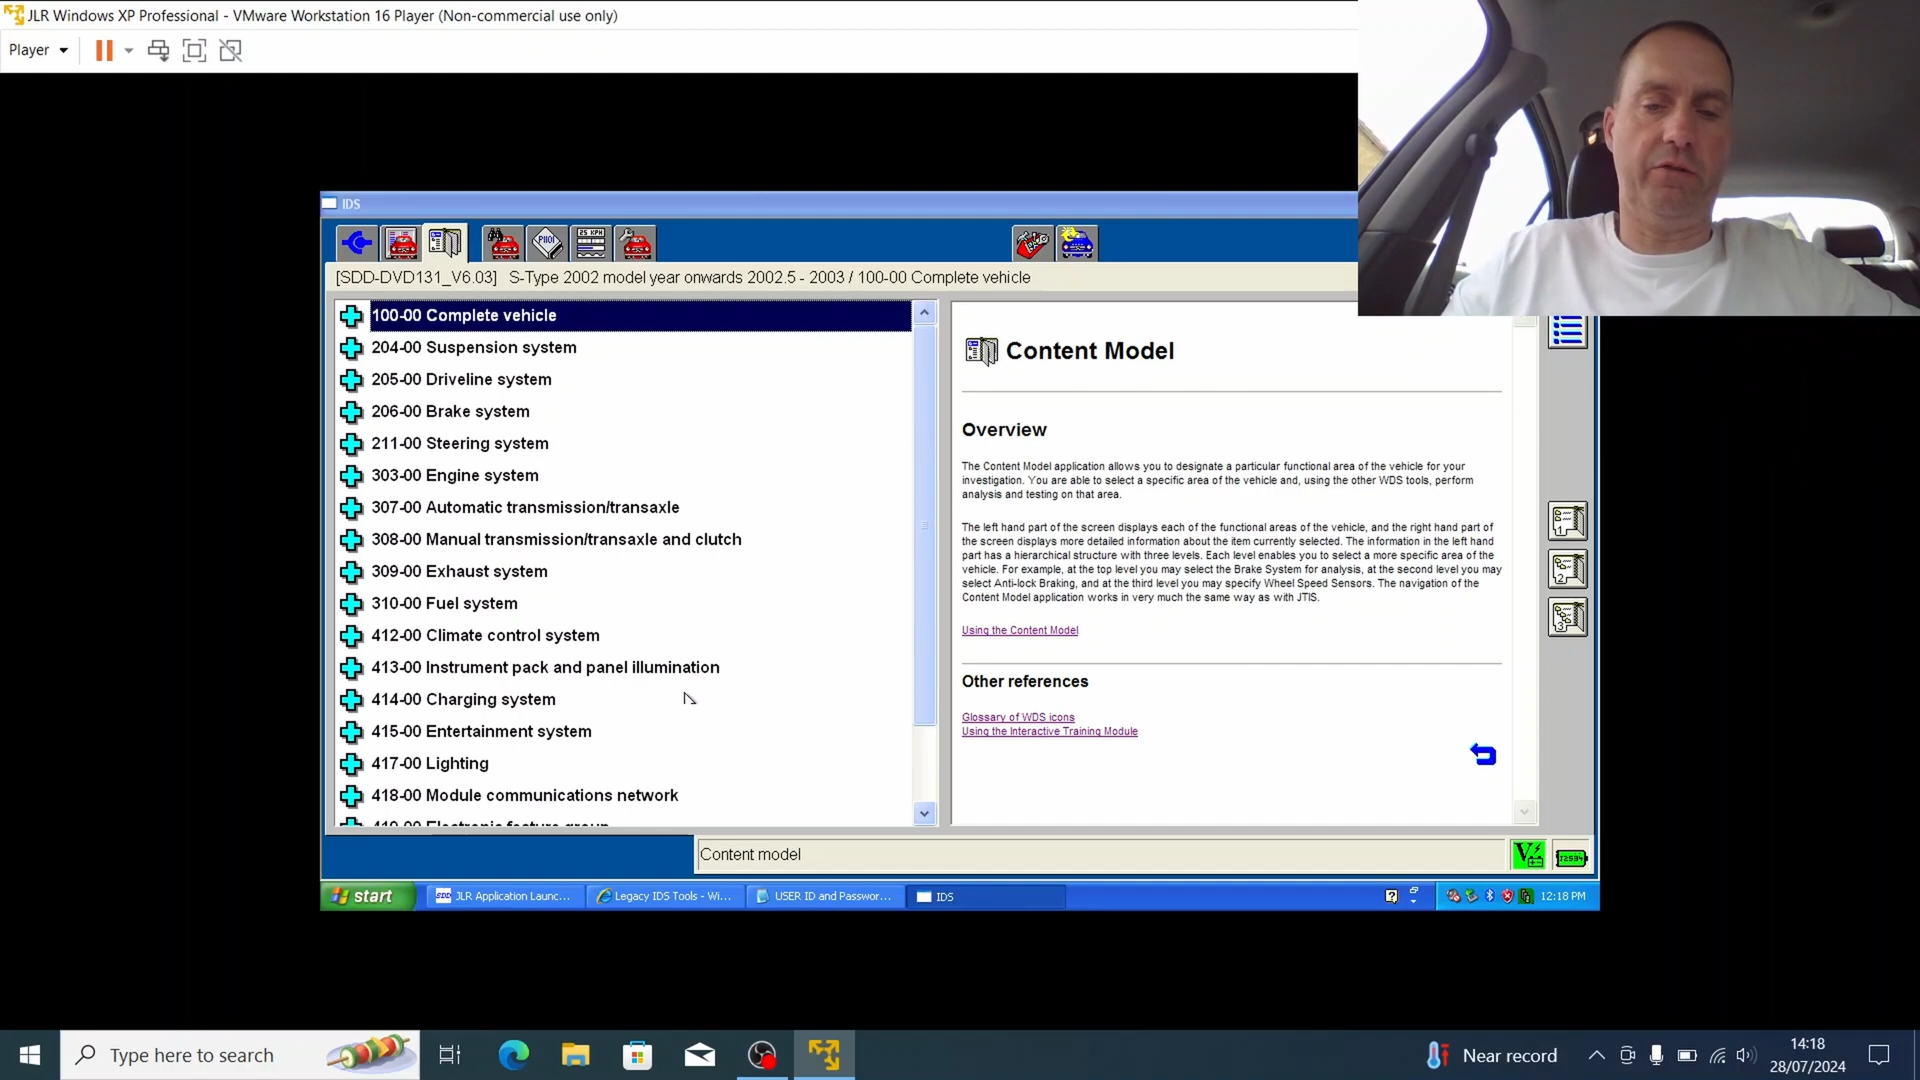 JLR Windows XP Professional - VMware Workstation 16 Player (Non-commercial use only)
Player
IDS
25 KPH
[SDD-DVD131_V6.03] S-Type 2002 model year onwards 2002.5 - 2003 / 100-00 Complete vehicle
100-00 Complete vehicle
204-00 Suspension system
205-00 Driveline system
206-00 Brake system
211-00 Steering system
303-00 Engine system
307-00 Automatic transmission/transaxle
308-00 Manual transmission/transaxle and clutch
309-00 Exhaust system
310-00 Fuel system
412-00 Climate control system
413-00 Instrument pack and panel illumination
414-00 Charging system
415-00 Entertainment system
417-00 Lighting
418-00 Module communications network
419-00 Electronic feature group
Content Model
Overview
The Content Model application allows you to designate a particular functional area of the vehicle for your
investigation. You are able to select a specific area of the vehicle and, using the other WDS tools, perform
analysis and testing on that area.
The left hand part of the screen displays each of the functional areas of the vehicle, and the right hand part of
the screen displays more detailed information about the item currently selected. The information in the left hand
part has a hierarchical structure with three levels. Each level enables you to select a more specific area of the
vehicle. For example, at the top level you may select the Brake System for analysis, at the second level you may
select Anti-lock Braking, and at the third level you may specify Wheel Speed Sensors. The navigation of the
Content Model application works in very much the same way as with JTIS.
Using the Content Model
Other references
Glossary of WDS icons
Using the Interactive Training Module
1
2
3
Content model
V
12534
start
SDD JLR Application Launc...
Legacy IDS Tools - Wi...
USER ID and Passwor...
IDS
12:18 PM
Type here to search
Near record
14:18
28/07/2024